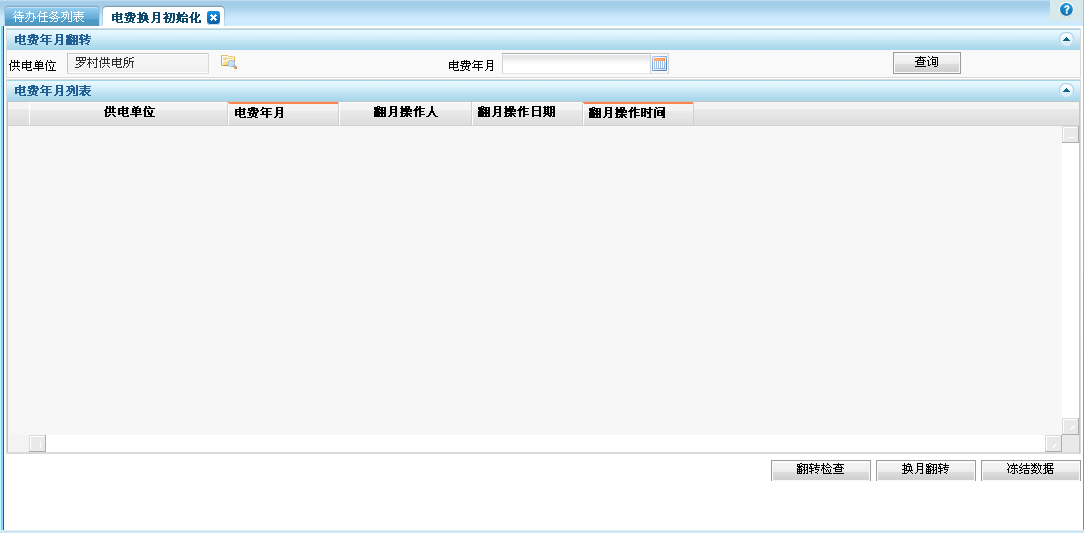 待办任务列表 电费换月初始化
电费年月翻转
供电单位 罗村供电所 电费年月 查询
电费年月列表
供电单位 电费年月 翻月操作人 翻月操作日期 翻月操作时间
翻转检查 换月翻转 冻结数据